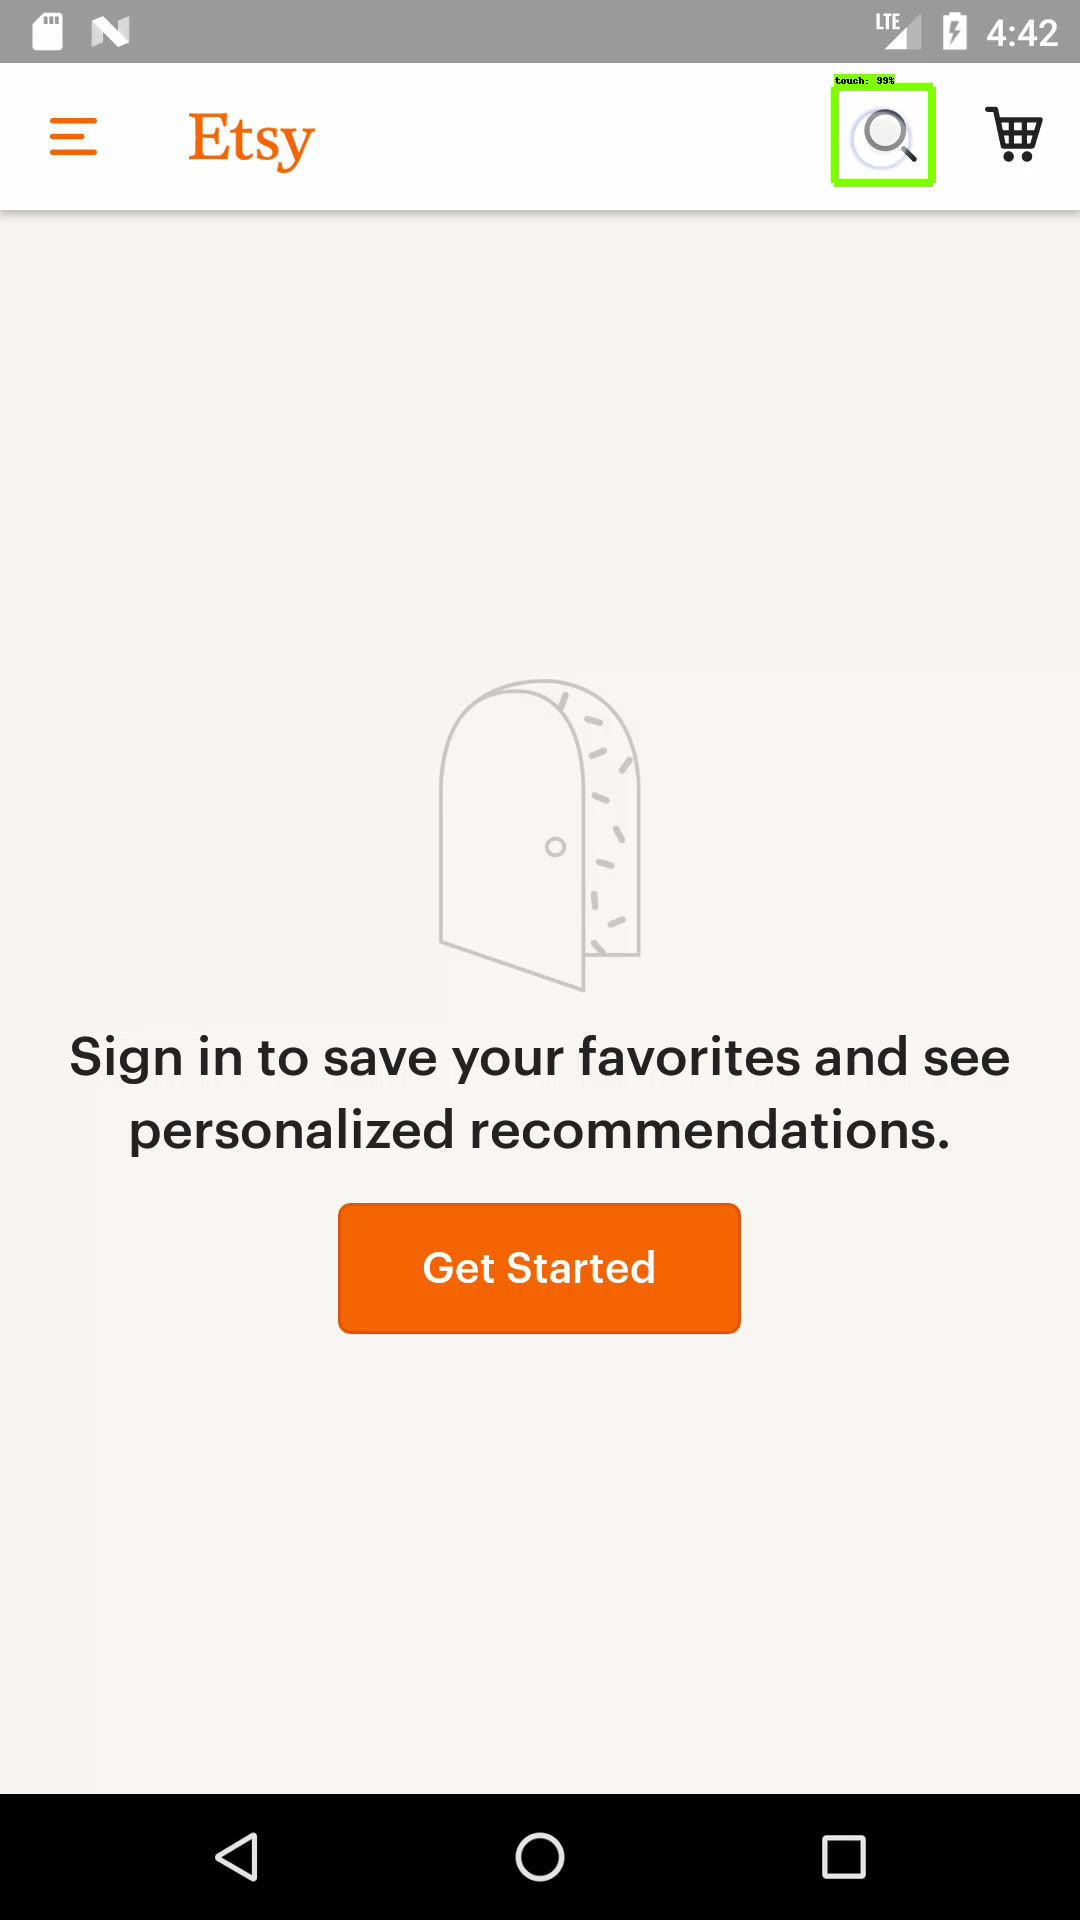 LTE 4:42
touch: 99%
Etsy
Sign in to save your favorites and see
personalized recommendations.
Get Started